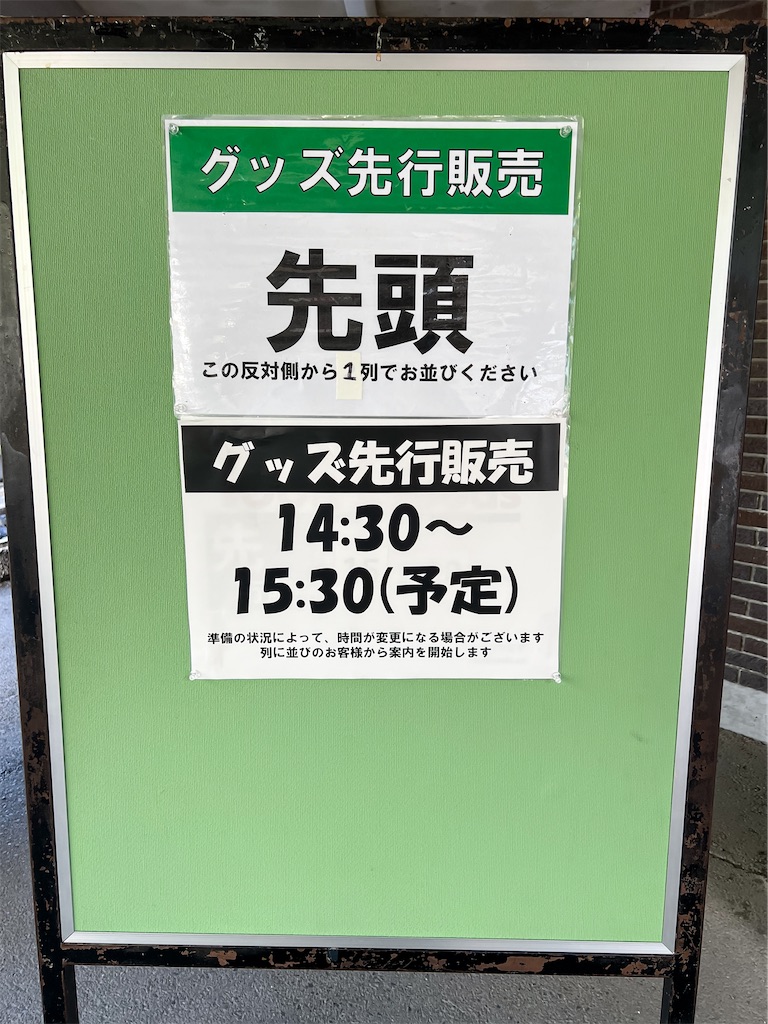 グッズ先行販売
先頭
この反対側から1列でお並びください
グッズ先行販売
14:30〜
15:30(予定)
準備の状況によって、時間が変更になる場合がございます
列に並びのお客様から案内を開始します